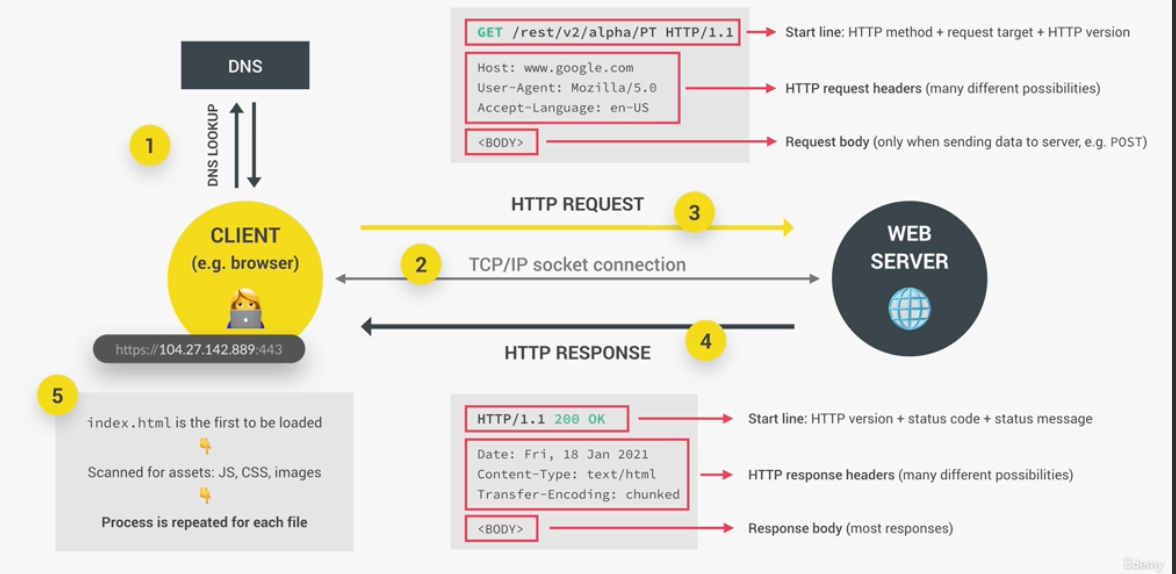 DNS
DNS LOOKUP
1
CLIENT
(e.g. browser)
https://104.27.142.889:443
GET /rest/v2/alpha/PT HTTP/1.1
Start line: HTTP method + request target + HTTP version
Host: www.google.com
User-Agent: Mozilla/5.0
Accept-Language: en-US
HTTP request headers (many different possibilities)
<BODY>
Request body (only when sending data to server, e.g. POST)
HTTP REQUEST
3
2
TCP/IP socket connection
4
HTTP RESPONSE
WEB
SERVER
5
index.html is the first to be loaded
Scanned for assets: JS, CSS, images
Process is repeated for each file
HTTP/1.1 200 OK
Start line: HTTP version + status code + status message
Date: Fri, 18 Jan 2021
Content-Type: text/html
Transfer-Encoding: chunked
HTTP response headers (many different possibilities)
<BODY>
Response body (most responses)
ûdemy